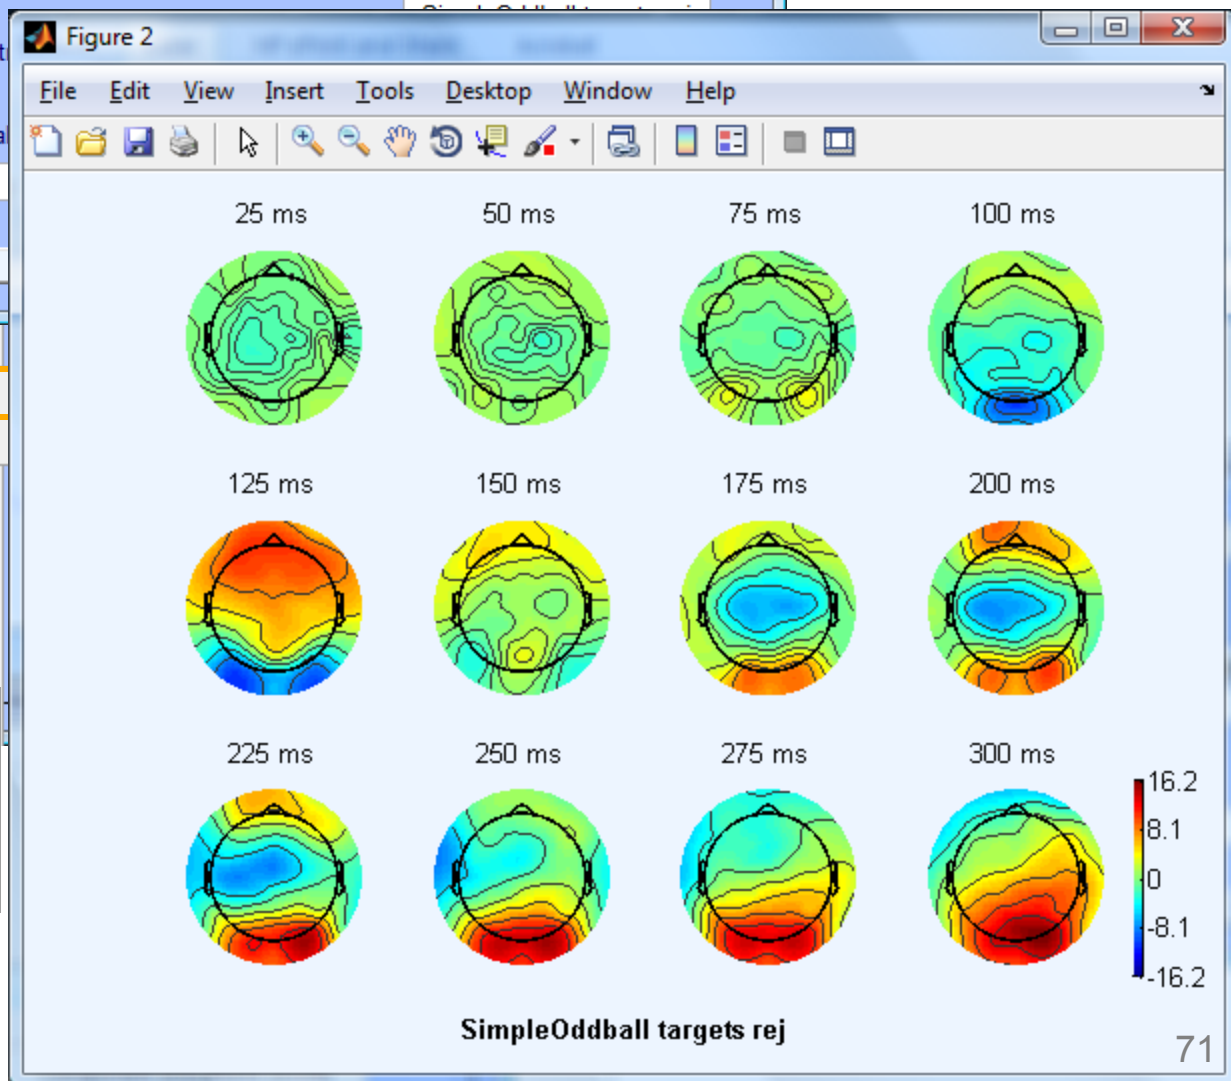 Figure 2
File Edit View Insert Tools Desktop Window Help
25 ms 50 ms 75 ms 100 ms
125 ms 150 ms 175 ms 200 ms
225 ms 250 ms 275 ms 300 ms
16.2
8.1
0
-8.1
-16.2
SimpleOddball targets rej
71